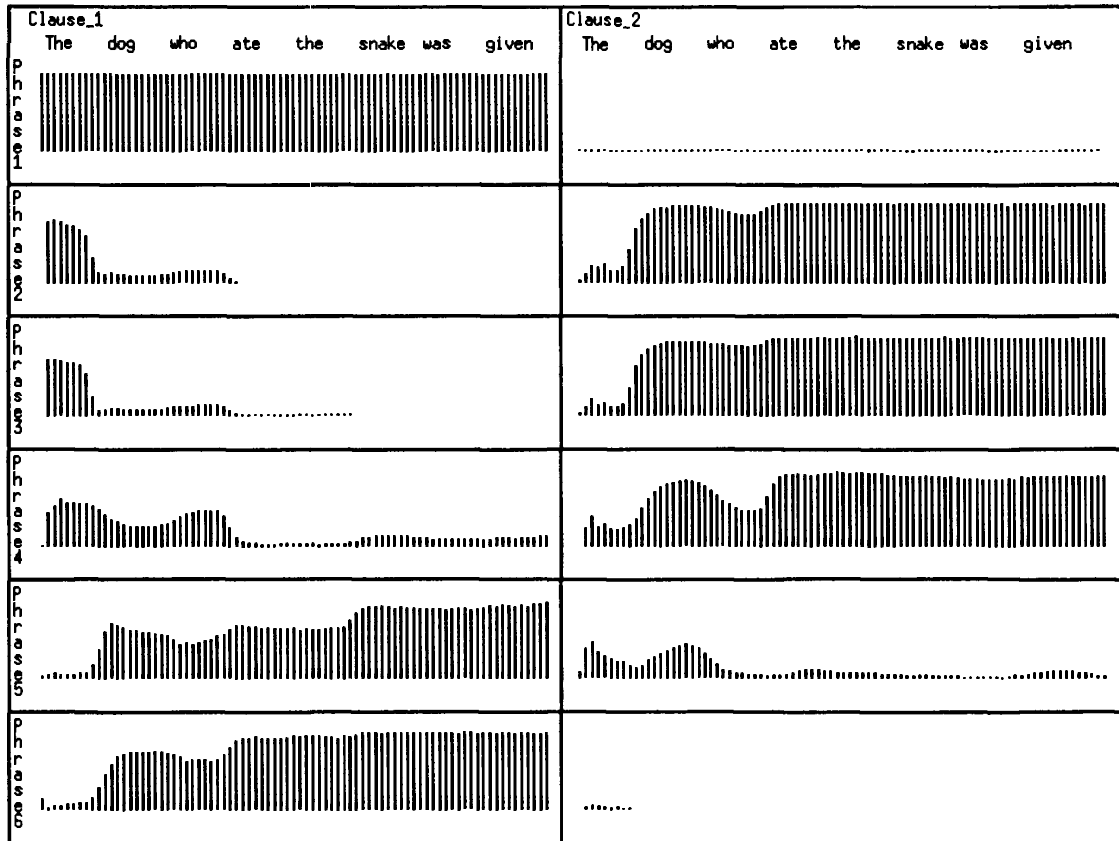 Clause_1
The dog who ate the snake was given
Clause_2
The dog who ate the snake was given
Phrase1
Phrase2
Phrase3
Phrase4
Phrase5
Phrase6